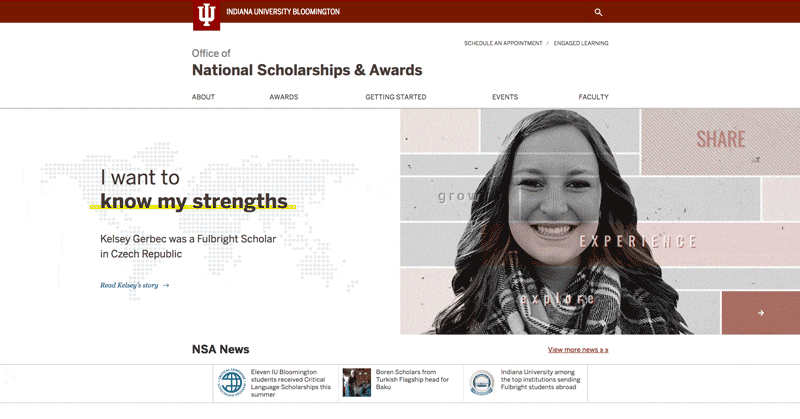 INDIANA UNIVERSITY BLOOMINGTON
SCHEDULE AN APPOINTMENT / ENGAGED LEARNING
Office of
National Scholarships & Awards
ABOUT AWARDS GETTING STARTED EVENTS FACULTY
SHARE
I want to
know my strengths
grow
Kelsey Gerbec was a Fulbright Scholar
in Czech Republic
EXPERIENCE
Read Kelsey's story →
explore
NSA News
View more news a a
Eleven IU Bloomington
students received Critical
Language Scholarships this
summer
Boren Scholars from
Turkish Flagship head for
Baku
Indiana University among
the top institutions sending
Fulbright students abroad